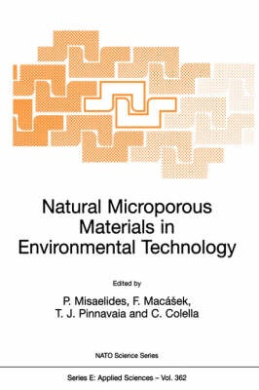 Natural Microporous
Materials in
Environmental Technology
Edited by
P. Misaelides, F. Macášek,
T. J. Pinnavaia and C. Colella
NATO Science Series
Series E: Applied Sciences – Vol. 362